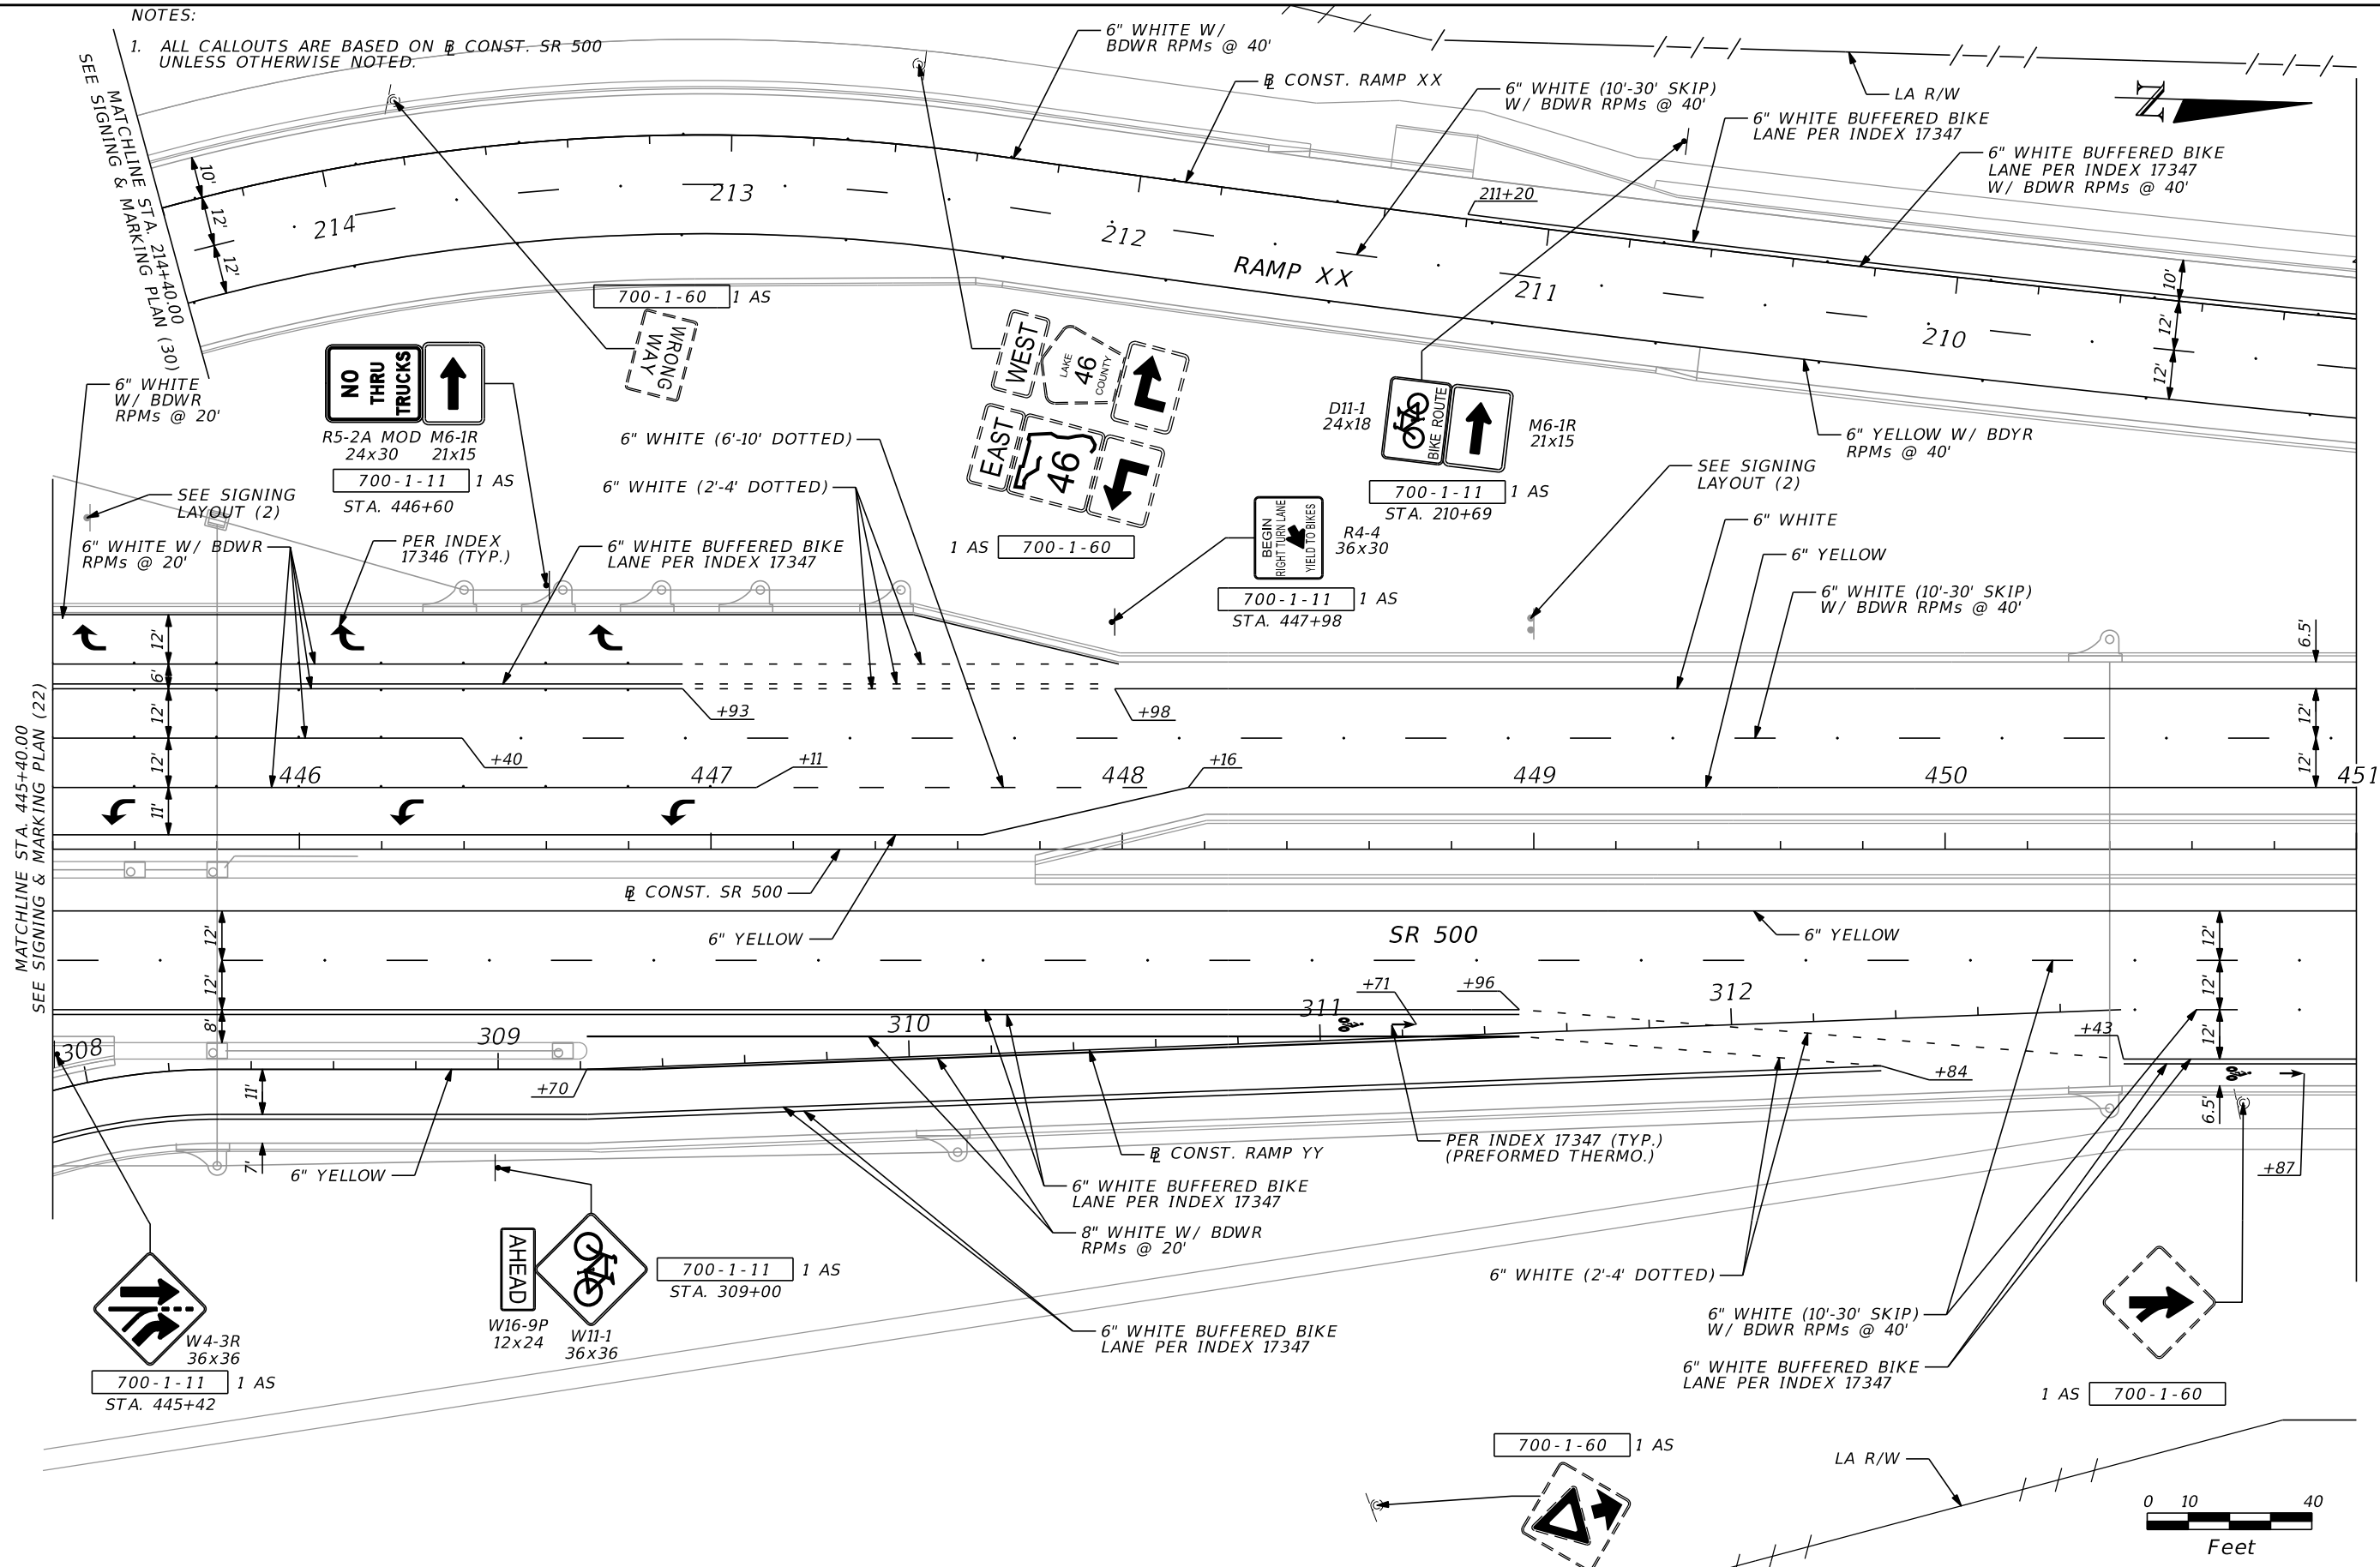 NOTES:
1. ALL CALLOUTS ARE BASED ON BL CONST. SR 500
UNLESS OTHERWISE NOTED.
MATCHLINE STA. 214+40.00
SEE SIGNING & MARKING PLAN (30)
6" WHITE W/
BDWR RPMs @ 40'
BL CONST. RAMP XX
6" WHITE (10'-30' SKIP)
W/ BDWR RPMs @ 40'
LA R/W
N
6" WHITE BUFFERED BIKE
LANE PER INDEX 17347
6" WHITE BUFFERED BIKE
LANE PER INDEX 17347
W/ BDWR RPMs @ 40'
10'
12'
12'
214
213
212
211+20
RAMP XX
211
210
10'
12'
12'
700-1-60 1 AS
WRONG
WAY
NO
THRU
TRUCKS
R5-2A MOD M6-1R
24x30 21x15
700-1-11 1 AS
STA. 446+60
6" WHITE
W/ BDWR
RPMs @ 20'
WEST
LAKE
46
COUNTY
EAST
46
1 AS 700-1-60
D11-1
24x18
BIKE ROUTE
M6-1R
21x15
700-1-11 1 AS
STA. 210+69
6" YELLOW W/ BDYR
RPMs @ 40'
6" WHITE (6'-10' DOTTED)
6" WHITE (2'-4' DOTTED)
SEE SIGNING
LAYOUT (2)
6" WHITE W/ BDWR
RPMs @ 20'
PER INDEX
17346 (TYP.)
6" WHITE BUFFERED BIKE
LANE PER INDEX 17347
BEGIN
RIGHT TURN LANE
YIELD TO BIKES
R4-4
36x30
700-1-11 1 AS
STA. 447+98
SEE SIGNING
LAYOUT (2)
6" WHITE
6" YELLOW
6" WHITE (10'-30' SKIP)
W/ BDWR RPMs @ 40'
MATCHLINE STA. 445+40.00
SEE SIGNING & MARKING PLAN (22)
12'
6'
12'
12'
11'
+93
+98
+40
+11
+16
446
447
448
449
450
451
6.5'
12'
12'
BL CONST. SR 500
6" YELLOW
SR 500
6" YELLOW
12'
12'
8'
+71
+96
308
309
310
311
312
+43
12'
12'
12'
6.5'
11'
7'
+70
+84
+87
6" YELLOW
BL CONST. RAMP YY
PER INDEX 17347 (TYP.)
(PREFORMED THERMO.)
6" WHITE BUFFERED BIKE
LANE PER INDEX 17347
8" WHITE W/ BDWR
RPMs @ 20'
6" WHITE BUFFERED BIKE
LANE PER INDEX 17347
6" WHITE (2'-4' DOTTED)
6" WHITE (10'-30' SKIP)
W/ BDWR RPMs @ 40'
6" WHITE BUFFERED BIKE
LANE PER INDEX 17347
W4-3R
36x36
700-1-11 1 AS
STA. 445+42
AHEAD
W16-9P
12x24
W11-1
36x36
700-1-11 1 AS
STA. 309+00
1 AS 700-1-60
700-1-60 1 AS
LA R/W
0 10 40
Feet